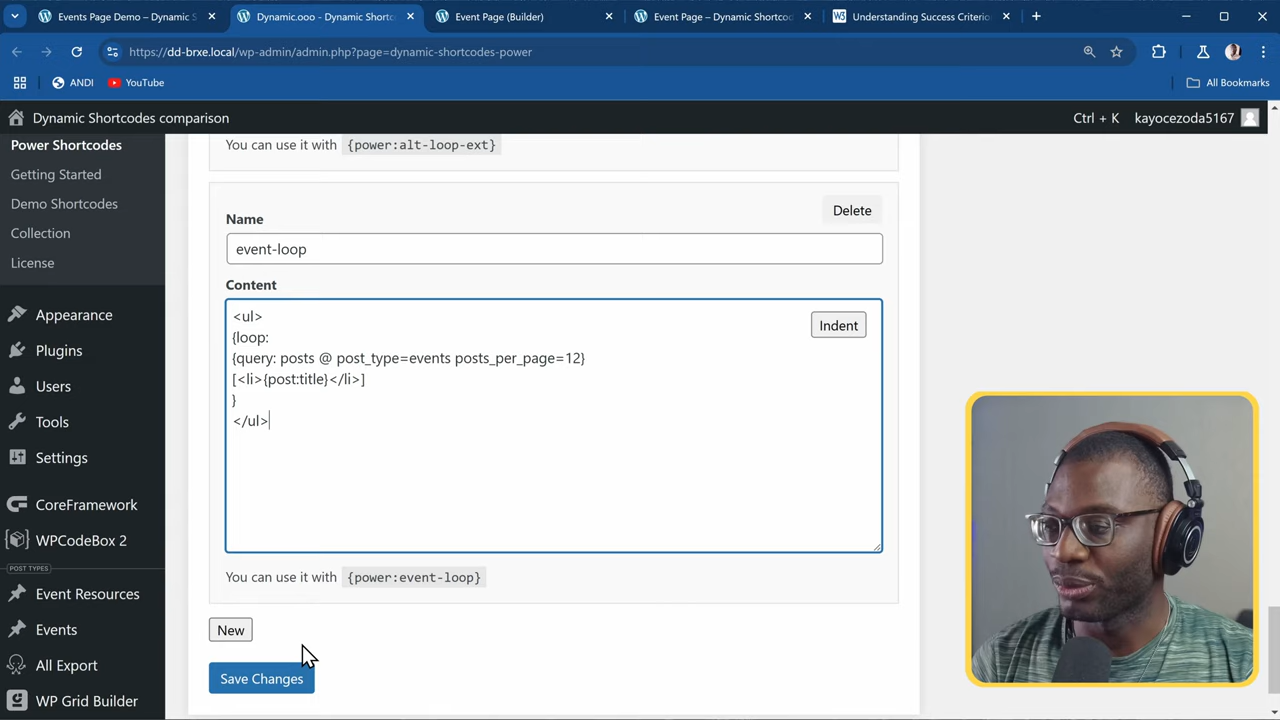 Events Page Demo – Dynamic S
Dynamic.ooo - Dynamic Shortco
Event Page (Builder)
Event Page – Dynamic Shortcod
Understanding Success Criterio
https://dd-brxe.local/wp-admin/admin.php?page=dynamic-shortcodes-power
ANDI
YouTube
All Bookmarks
Dynamic Shortcodes comparison
Ctrl + K
kayocezoda5167
Power Shortcodes
Getting Started
Demo Shortcodes
Collection
License
Appearance
Plugins
Users
Tools
Settings
CoreFramework
WPCodeBox 2
POST TYPES
Event Resources
Events
All Export
WP Grid Builder
You can use it with {power:alt-loop-ext}
Delete
Name
event-loop
Content
Indent
<ul>
{loop:
{query: posts @ post_type=events posts_per_page=12}
[<li>{post:title}</li>]
}
</ul>
You can use it with {power:event-loop}
New
Save Changes